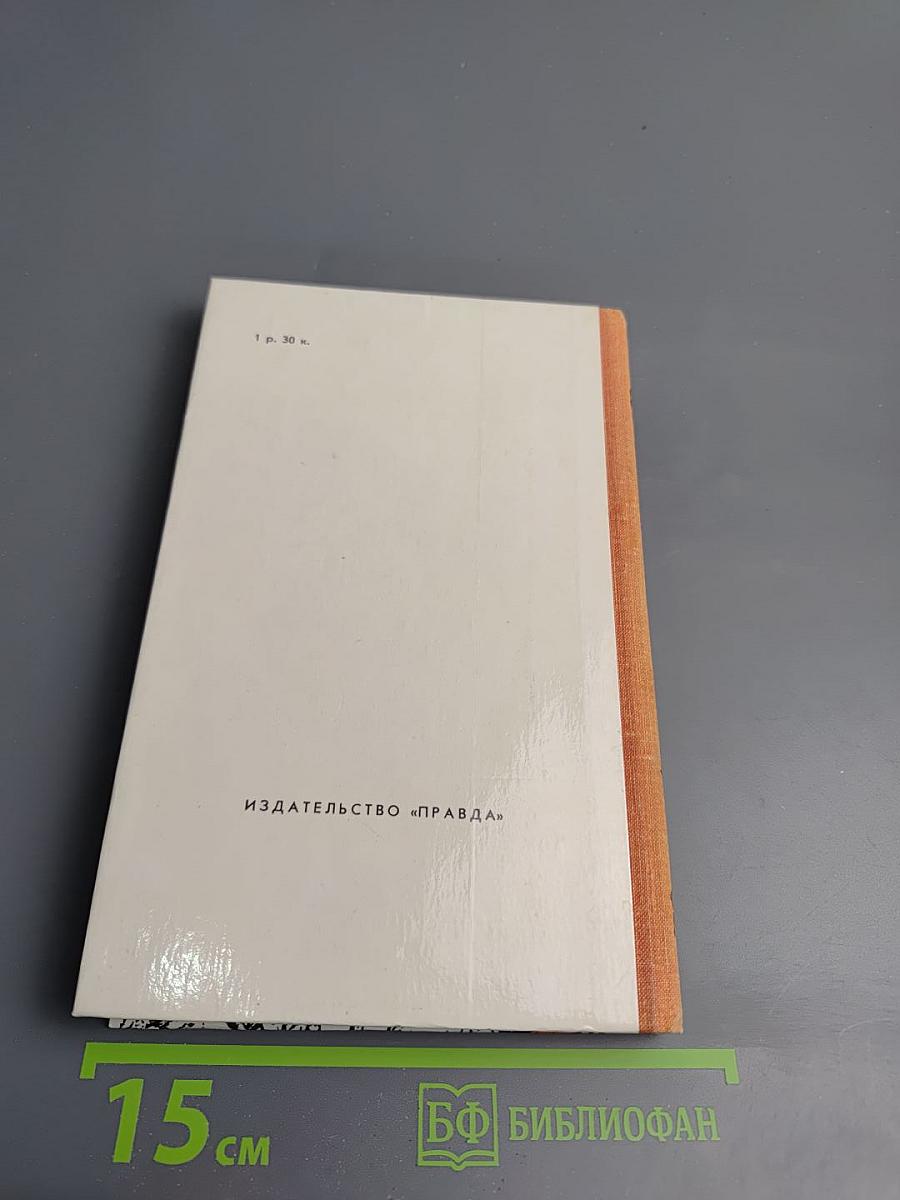 1 р. 30 к.
ИЗДАТЕЛЬСТВО «ПРАВДА»
15 см
БФ БИБЛИОФАН